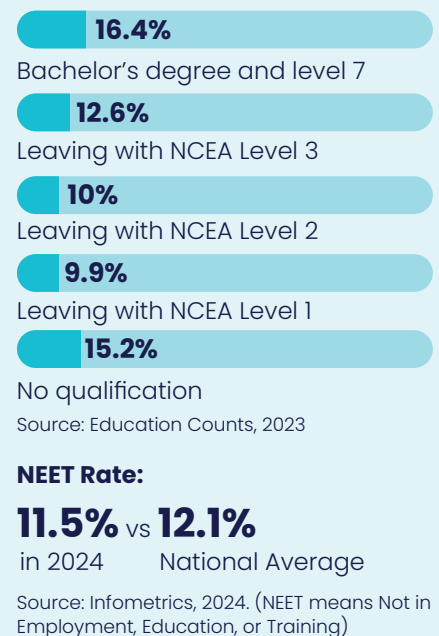 16.4%
Bachelor’s degree and level 7
12.6%
Leaving with NCEA Level 3
10%
Leaving with NCEA Level 2
9.9%
Leaving with NCEA Level 1
15.2%
No qualification
Source: Education Counts, 2023
NEET Rate:
11.5% vs 12.1%
in 2024 National Average
Source: Infometrics, 2024. (NEET means Not in
Employment, Education, or Training)